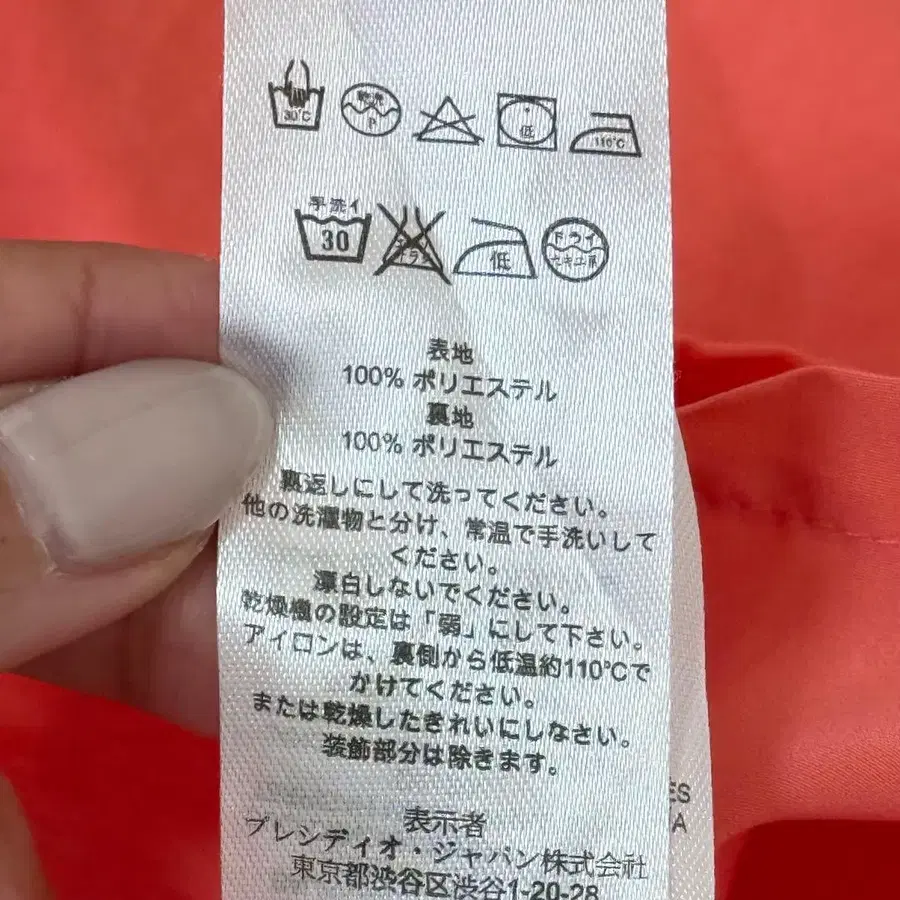 30°C P 低 110°C
手洗イ
30 低 ドライ セキユ系
表地
100% ポリエステル
裏地
100% ポリエステル
裏返しにして洗ってください。
他の洗濯物と分け、常温で手洗いして
ください。
漂白しないでください。
乾燥機の設定は「弱」にして下さい。
アイロンは、裏側から低温約110°Cで
かけてください。
または乾燥したきれいにしなさい。
装飾部分は除きます。
表示者
プレシディオ・ジャパン株式会社
東京都渋谷区渋谷1-20-28
ES
A